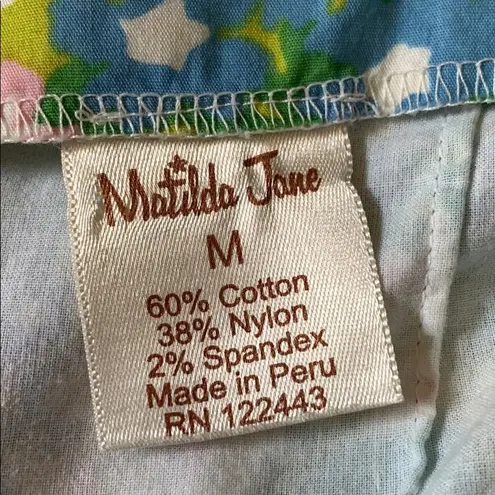 Matilda Jane
M
60% Cotton
38% Nylon
2% Spandex
Made in Peru
RN 122443